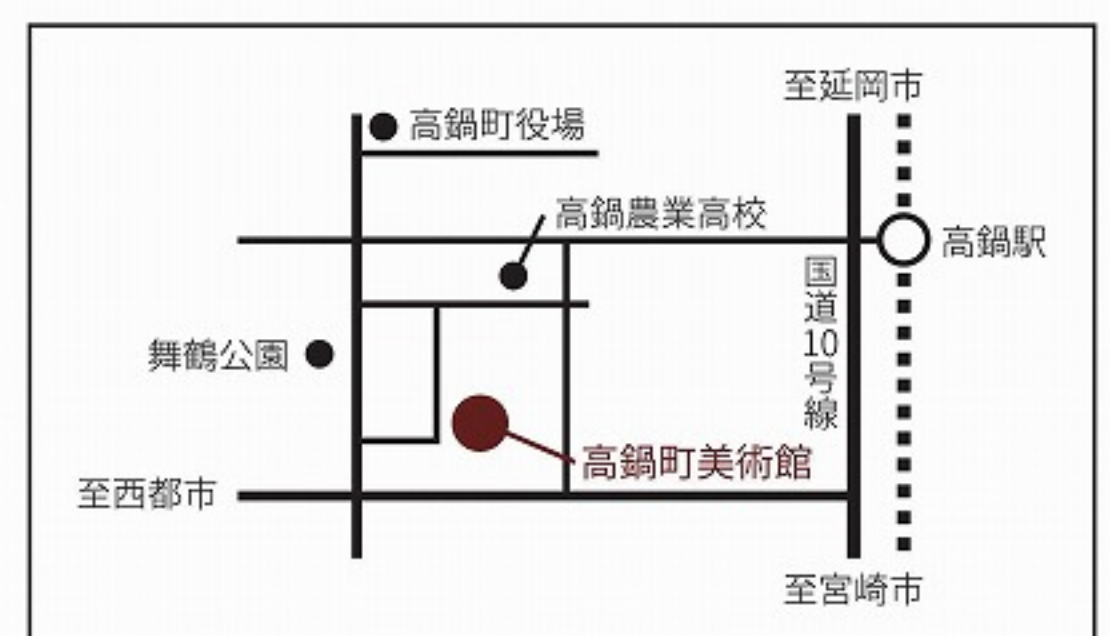 至延岡市
高鍋町役場
高鍋農業高校
高鍋駅
国道10号線
舞鶴公園
高鍋町美術館
至西都市
至宮崎市